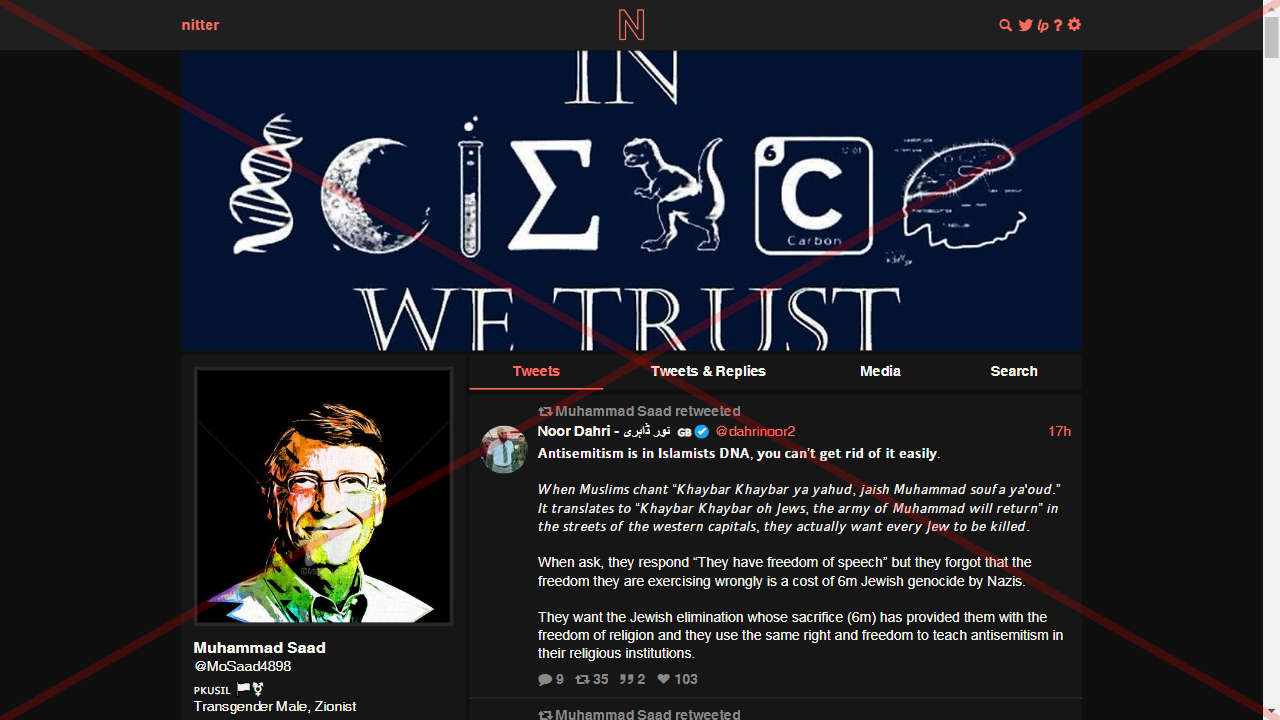 nitter
N
lp ?
IN
SCIENCE
6
12.01
C
Carbon
WE TRUST
Tweets
Tweets & Replies
Media
Search
Muhammad Saad retweeted
Noor Dahri - نور ڈاہری GB @dahrinoor2 17h
Antisemitism is in Islamists DNA, you can't get rid of it easily.
When Muslims chant “Khaybar Khaybar ya yahud, jaish Muhammad soufa ya'oud.”
It translates to “Khaybar Khaybar oh Jews, the army of Muhammad will return” in
the streets of the western capitals, they actually want every Jew to be killed.
When ask, they respond “They have freedom of speech” but they forgot that the
freedom they are exercising wrongly is a cost of 6m Jewish genocide by Nazis.
They want the Jewish elimination whose sacrifice (6m) has provided them with the
freedom of religion and they use the same right and freedom to teach antisemitism in
their religious institutions.
9 35 2 103
Muhammad Saad retweeted
Muhammad Saad
@MoSaad4898
PKUSIL 🏳⚧
Transgender Male, Zionist